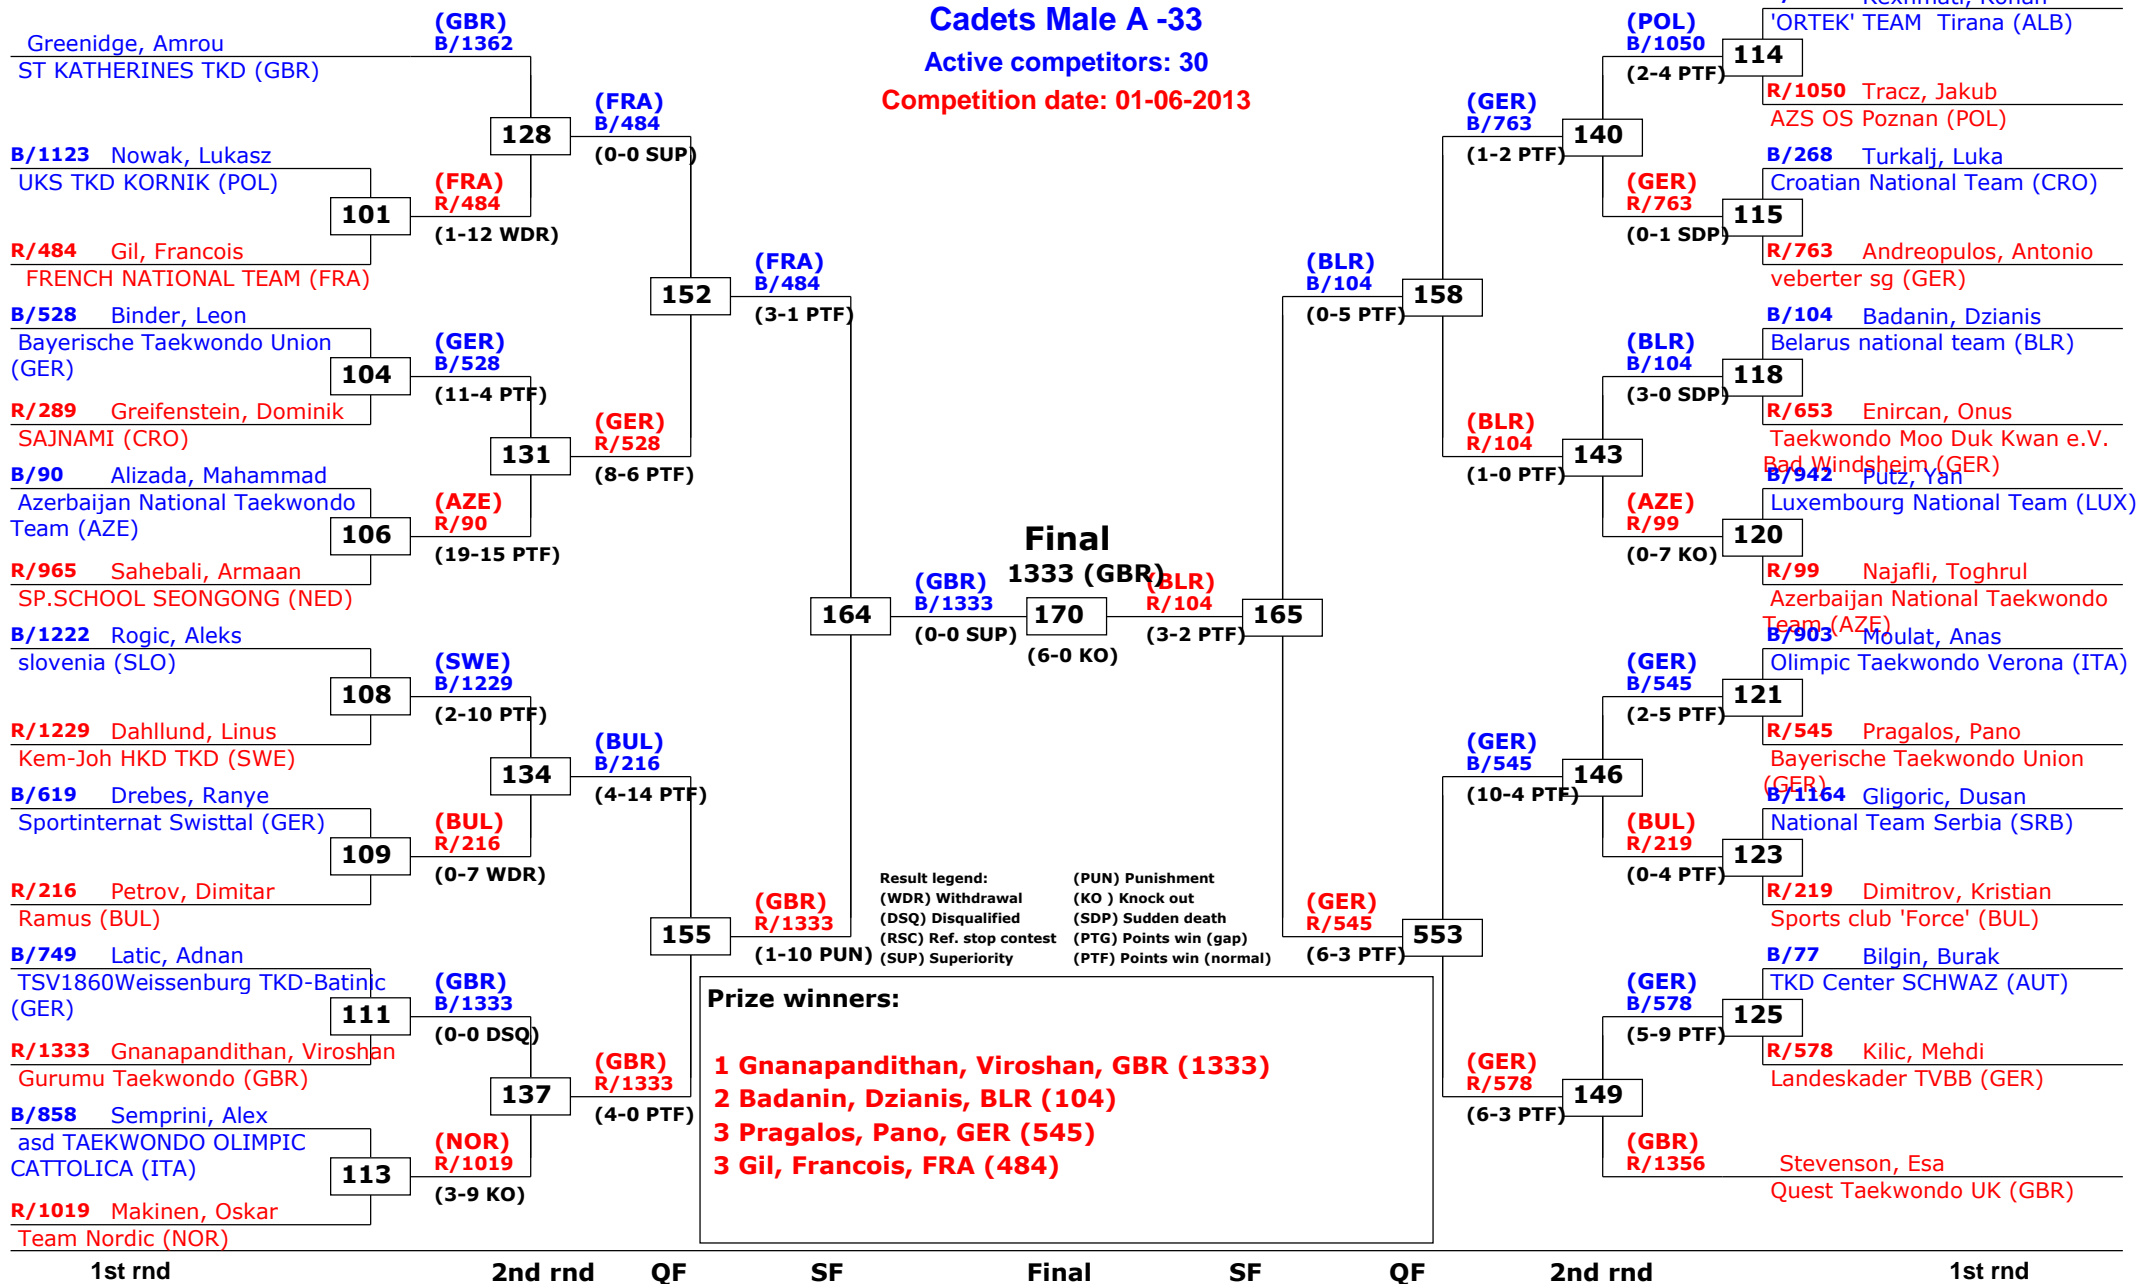 Cadets Male A -33
Active competitors: 30
Competition date: 01-06-2013
Greenidge, Amrou
ST KATHERINES TKD (GBR)
B/1123 Nowak, Lukasz
UKS TKD KORNIK (POL)
R/484 Gil, Francois
FRENCH NATIONAL TEAM (FRA)
B/528 Binder, Leon
Bayerische Taekwondo Union
(GER)
R/289 Greifenstein, Dominik
SAJNAMI (CRO)
B/90 Alizada, Mahammad
Azerbaijan National Taekwondo
Team (AZE)
R/965 Sahebali, Armaan
SP.SCHOOL SEONGONG (NED)
B/1222 Rogic, Aleks
slovenia (SLO)
R/1229 Dahllund, Linus
Kem-Joh HKD TKD (SWE)
B/619 Drebes, Ranye
Sportinternat Swisttal (GER)
R/216 Petrov, Dimitar
Ramus (BUL)
B/749 Latic, Adnan
TSV1860Weissenburg TKD-Batinic
(GER)
R/1333 Gnanapandithan, Viroshan
Gurumu Taekwondo (GBR)
B/858 Semprini, Alex
asd TAEKWONDO OLIMPIC
CATTOLICA (ITA)
R/1019 Makinen, Oskar
Team Nordic (NOR)
101
104
106
108
109
111
113
(GBR)
B/1362
(FRA)
R/484
(1-12 WDR)
(GER)
B/528
(11-4 PTF)
(AZE)
R/90
(19-15 PTF)
(SWE)
B/1229
(2-10 PTF)
(BUL)
R/216
(0-7 WDR)
(GBR)
B/1333
(0-0 DSQ)
(NOR)
R/1019
(3-9 KO)
128
131
134
137
(FRA)
B/484
(0-0 SUP)
(GER)
R/528
(8-6 PTF)
(BUL)
B/216
(4-14 PTF)
(GBR)
R/1333
(4-0 PTF)
152
155
(FRA)
B/484
(3-1 PTF)
(GBR)
R/1333
(1-10 PUN)
164
(GBR)
B/1333
(0-0 SUP)
Final
1333 (GBR)
170
(6-0 KO)
(BLR)
R/104
(3-2 PTF)
165
(BLR)
B/104
(0-5 PTF)
(GER)
R/545
(6-3 PTF)
158
553
(GER)
B/763
(1-2 PTF)
(BLR)
R/104
(1-0 PTF)
(GER)
B/545
(10-4 PTF)
(GER)
R/578
(6-3 PTF)
140
143
146
149
(POL)
B/1050
(2-4 PTF)
(GER)
R/763
(0-1 SDP)
(BLR)
B/104
(3-0 SDP)
(AZE)
R/99
(0-7 KO)
(GER)
B/545
(2-5 PTF)
(BUL)
R/219
(0-4 PTF)
(GER)
B/578
(5-9 PTF)
(GBR)
R/1356
114
115
118
120
121
123
125
'ORTEK' TEAM Tirana (ALB)
R/1050 Tracz, Jakub
AZS OS Poznan (POL)
B/268 Turkalj, Luka
Croatian National Team (CRO)
R/763 Andreopulos, Antonio
veberter sg (GER)
B/104 Badanin, Dzianis
Belarus national team (BLR)
R/653 Enircan, Onus
Taekwondo Moo Duk Kwan e.V.
Bad Windsheim (GER)
B/942 Putz, Yan
Luxembourg National Team (LUX)
R/99 Najafli, Toghrul
Azerbaijan National Taekwondo
Team (AZE)
B/903 Moulat, Anas
Olimpic Taekwondo Verona (ITA)
R/545 Pragalos, Pano
Bayerische Taekwondo Union
(GER)
B/1164 Gligoric, Dusan
National Team Serbia (SRB)
R/219 Dimitrov, Kristian
Sports club 'Force' (BUL)
B/77 Bilgin, Burak
TKD Center SCHWAZ (AUT)
R/578 Kilic, Mehdi
Landeskader TVBB (GER)
Stevenson, Esa
Quest Taekwondo UK (GBR)
Result legend: (PUN) Punishment
(WDR) Withdrawal (KO ) Knock out
(DSQ) Disqualified (SDP) Sudden death
(RSC) Ref. stop contest (PTG) Points win (gap)
(SUP) Superiority (PTF) Points win (normal)
Prize winners:
1 Gnanapandithan, Viroshan, GBR (1333)
2 Badanin, Dzianis, BLR (104)
3 Pragalos, Pano, GER (545)
3 Gil, Francois, FRA (484)
1st rnd 2nd rnd QF SF Final SF QF 2nd rnd 1st rnd